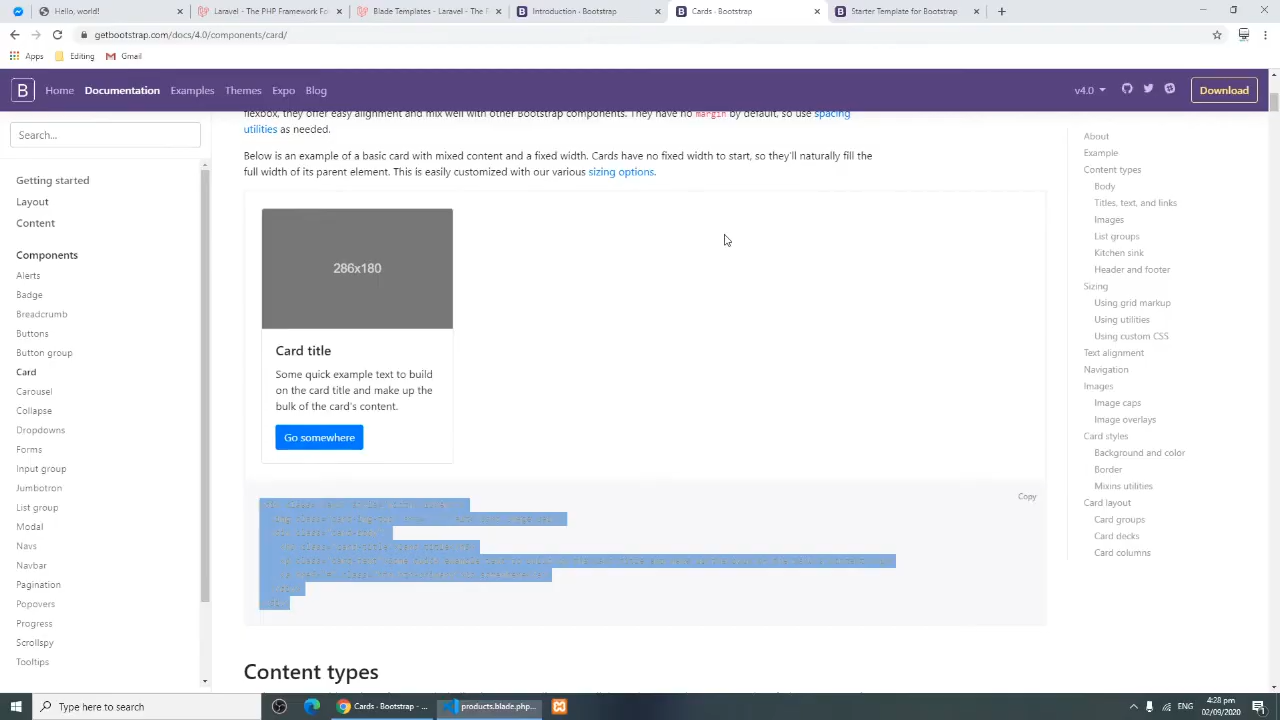 Hello, world!
Laravel - The PHP Framework Fo
Blade Templates - Laravel - The
Introduction · Bootstrap
Cards · Bootstrap
Starter Template for Bootstrap
getbootstrap.com/docs/4.0/components/card/
Apps
Editing
Gmail
B
Home
Documentation
Examples
Themes
Expo
Blog
v4.0
Download
flexbox, they offer easy alignment and mix well with other Bootstrap components. They have no margin by default, so use spacing
utilities as needed.
Below is an example of a basic card with mixed content and a fixed width. Cards have no fixed width to start, so they'll naturally fill the
full width of its parent element. This is easily customized with our various sizing options.
Search...
Getting started
Layout
Content
Components
Alerts
Badge
Breadcrumb
Buttons
Button group
Card
Carousel
Collapse
Dropdowns
Forms
Input group
Jumbotron
List group
Modal
Navs
Navbar
Pagination
Popovers
Progress
Scrollspy
Tooltips
286x180
Card title
Some quick example text to build
on the card title and make up the
bulk of the card's content.
Go somewhere
Copy
Content types
About
Example
Content types
Body
Titles, text, and links
Images
List groups
Kitchen sink
Header and footer
Sizing
Using grid markup
Using utilities
Using custom CSS
Text alignment
Navigation
Images
Image caps
Image overlays
Card styles
Background and color
Border
Mixins utilities
Card layout
Card groups
Card decks
Card columns
Type here to search
Cards · Bootstrap - ...
products.blade.php...
ENG
4:28 pm
02/09/2020